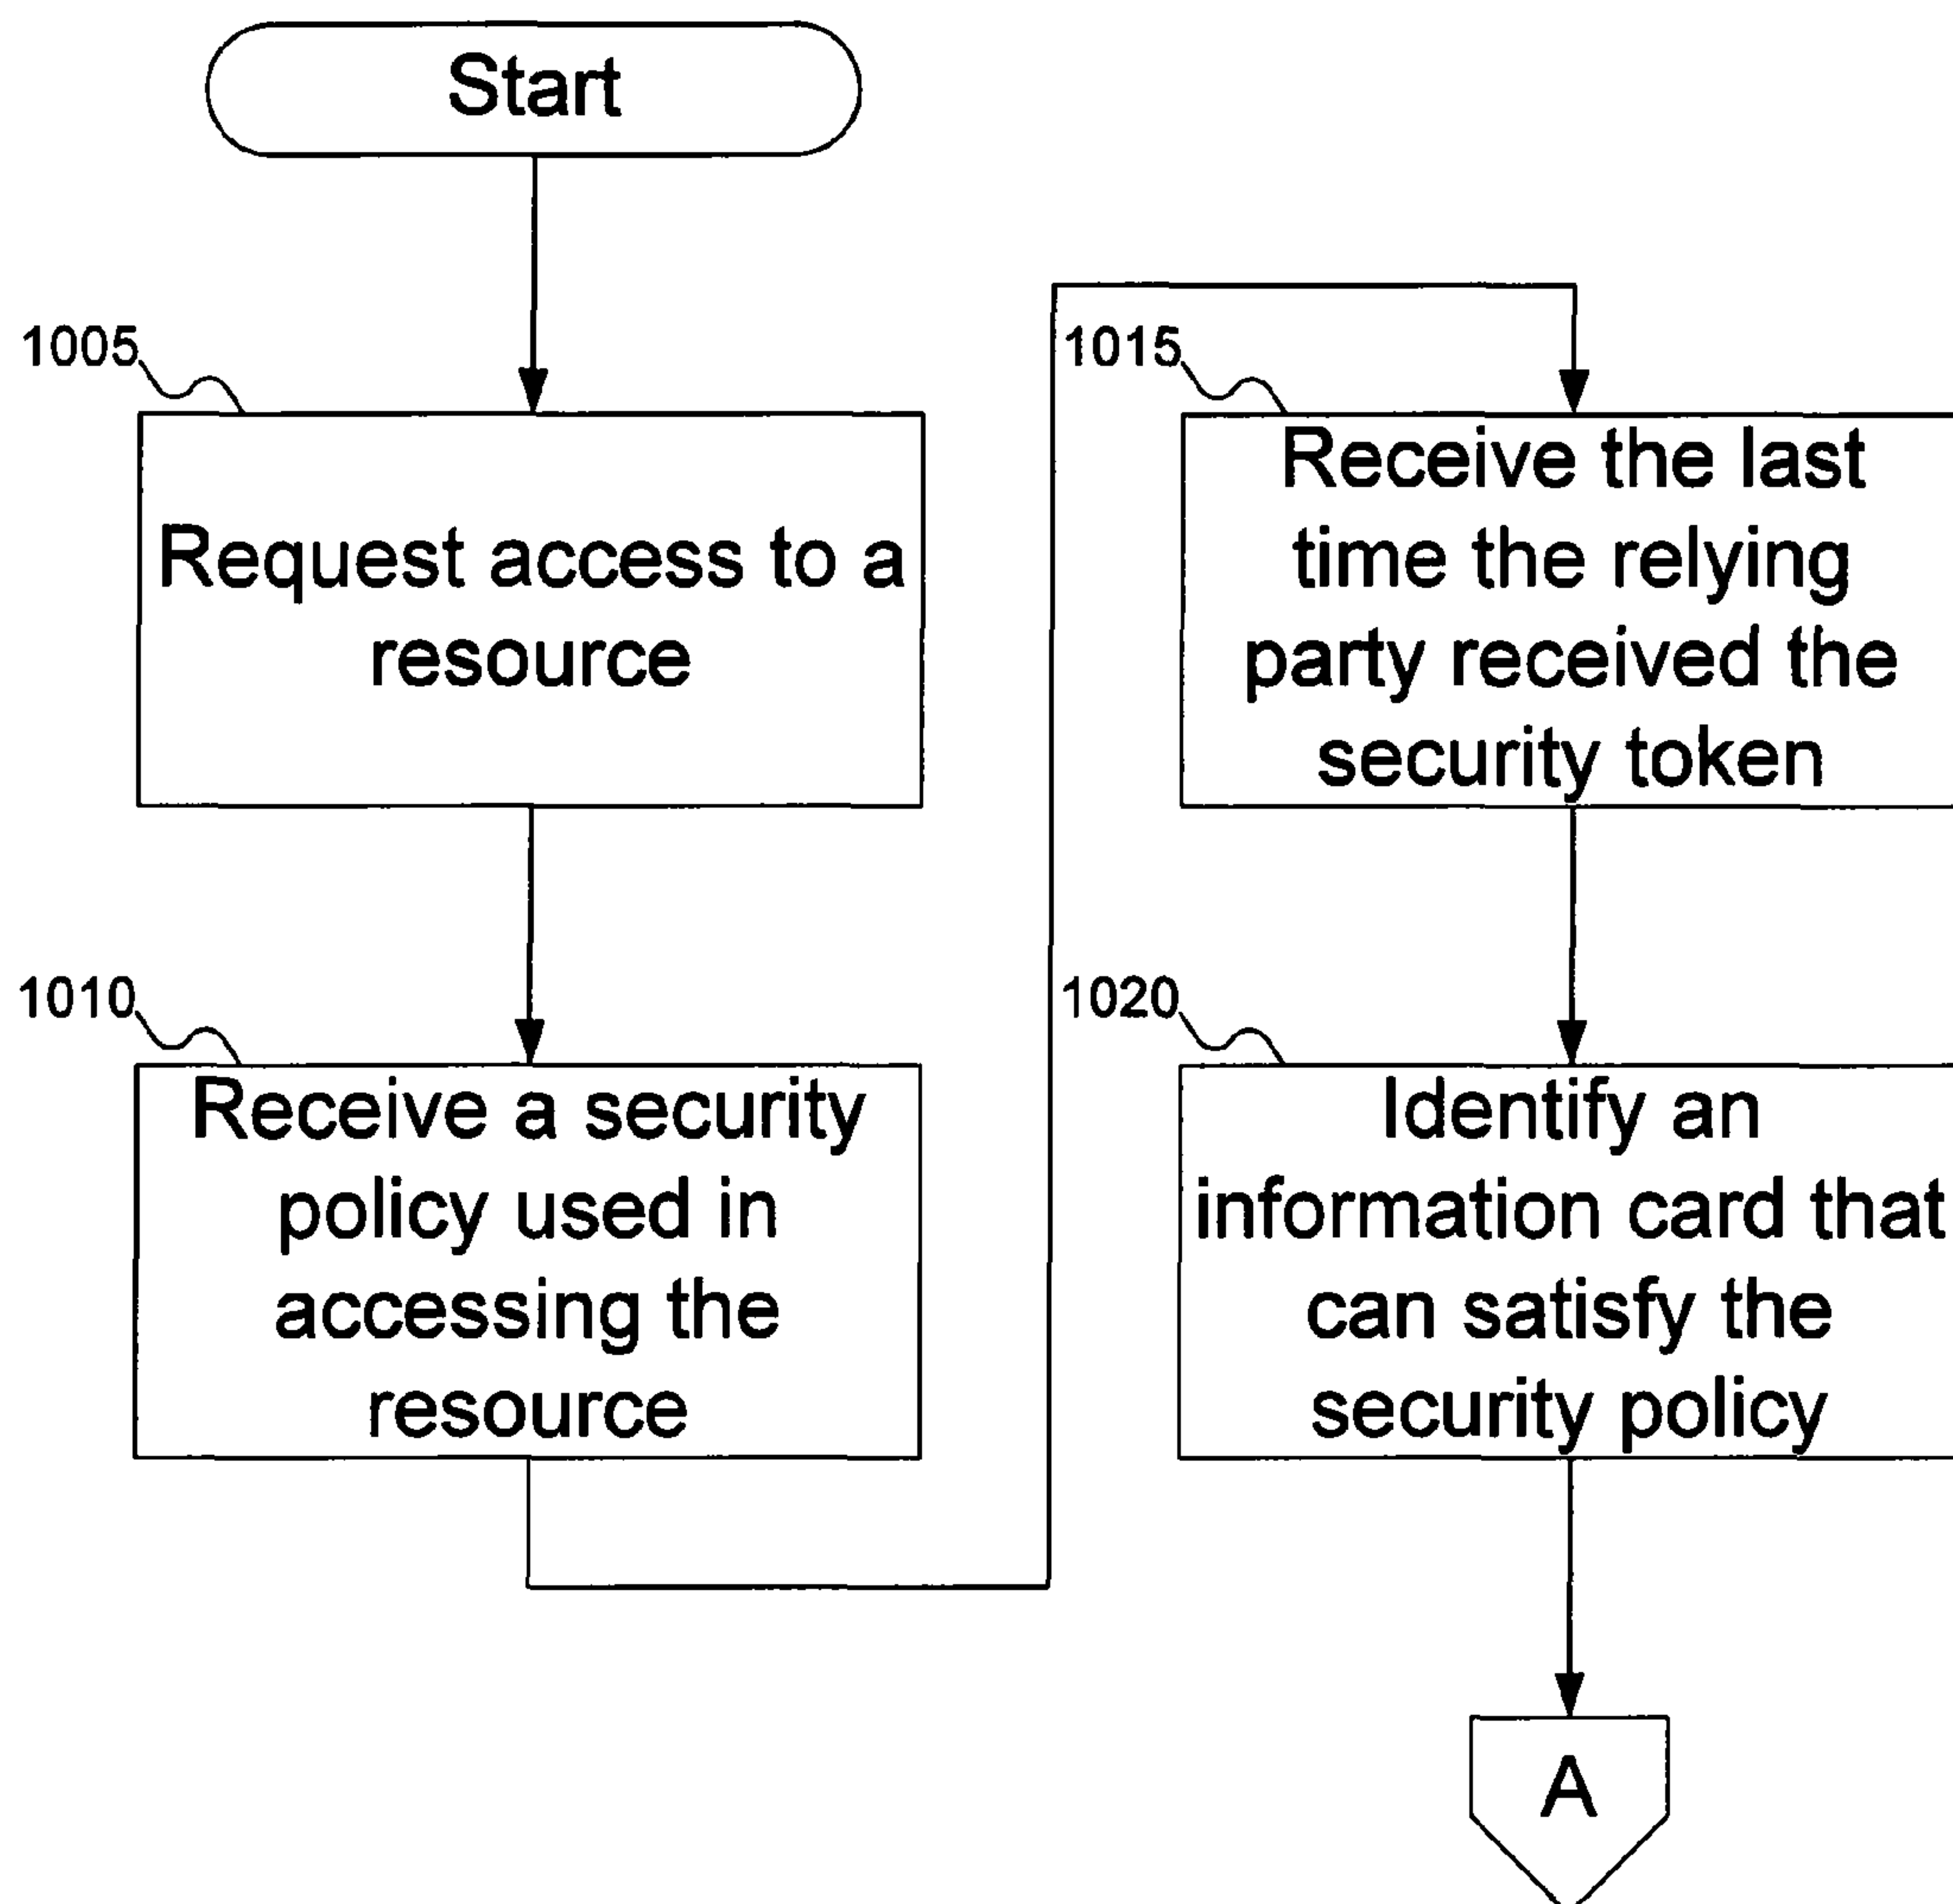 Start
1005
Request access to a
resource
1010
Receive a security
policy used in
accessing the
resource
1015
Receive the last
time the relying
party received the
security token
1020
Identify an
information card that
can satisfy the
security policy
A